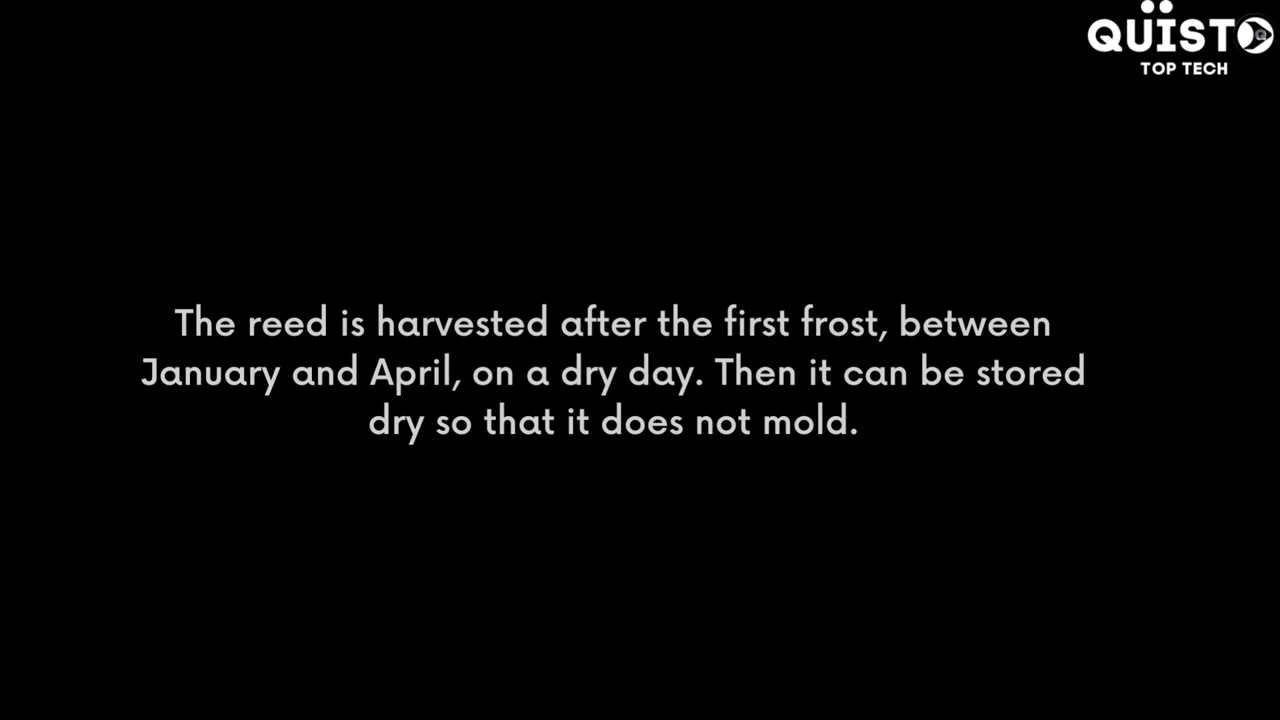 QUISTO
TOP TECH
The reed is harvested after the first frost, between
January and April, on a dry day. Then it can be stored
dry so that it does not mold.